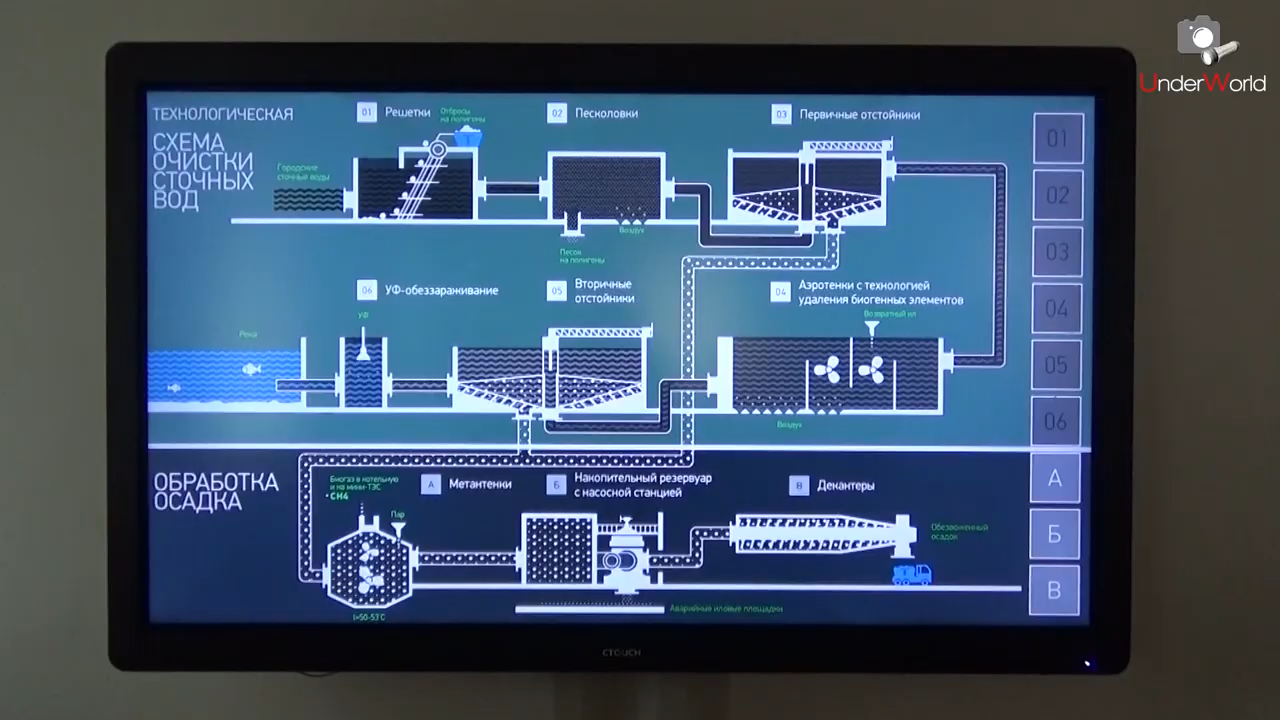 UnderWorld
ТЕХНОЛОГИЧЕСКАЯ
СХЕМА
ОЧИСТКИ
СТОЧНЫХ
ВОД
01 Решетки
Отбросы
на полигоны
02 Песколовки
03 Первичные отстойники
Городские
сточные воды
Воздух
Песок
на полигоны
06 УФ-обеззараживание
05 Вторичные
отстойники
04 Аэротенки с технологией
удаления биогенных элементов
Возвратный ил
УФ
Река
Воздух
ОБРАБОТКА
ОСАДКА
Биогаз в котельную
и на мини-ТЭС
• CH4
Пар
А Метантенки
Б Накопительный резервуар
с насосной станцией
В Декантеры
Обезвоженный
осадок
Аварийные иловые площадки
t=50-53°C
01
02
03
04
05
06
А
Б
В
CTOUCH